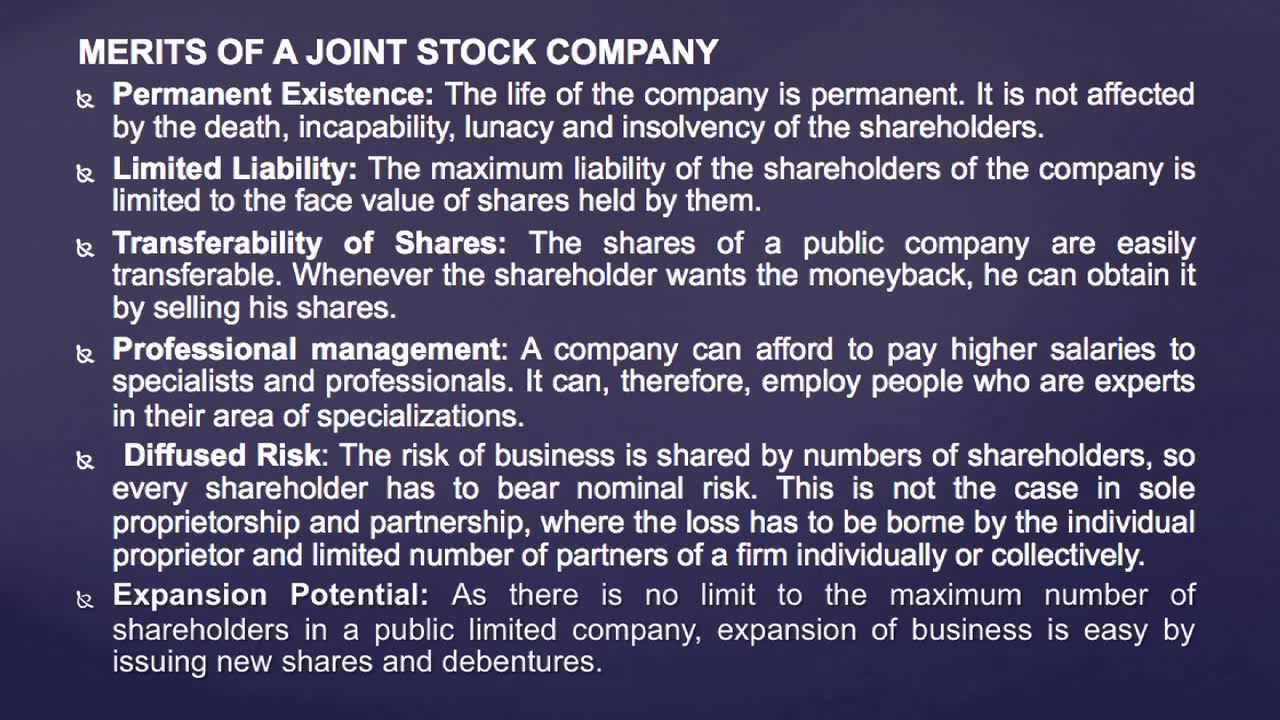 MERITS OF A JOINT STOCK COMPANY
Permanent Existence: The life of the company is permanent. It is not affected
by the death, incapability, lunacy and insolvency of the shareholders.
Limited Liability: The maximum liability of the shareholders of the company is
limited to the face value of shares held by them.
Transferability of Shares: The shares of a public company are easily
transferable. Whenever the shareholder wants the moneyback, he can obtain it
by selling his shares.
Professional management: A company can afford to pay higher salaries to
specialists and professionals. It can, therefore, employ people who are experts
in their area of specializations.
Diffused Risk: The risk of business is shared by numbers of shareholders, so
every shareholder has to bear nominal risk. This is not the case in sole
proprietorship and partnership, where the loss has to be borne by the individual
proprietor and limited number of partners of a firm individually or collectively.
Expansion Potential: As there is no limit to the maximum number of
shareholders in a public limited company, expansion of business is easy by
issuing new shares and debentures.